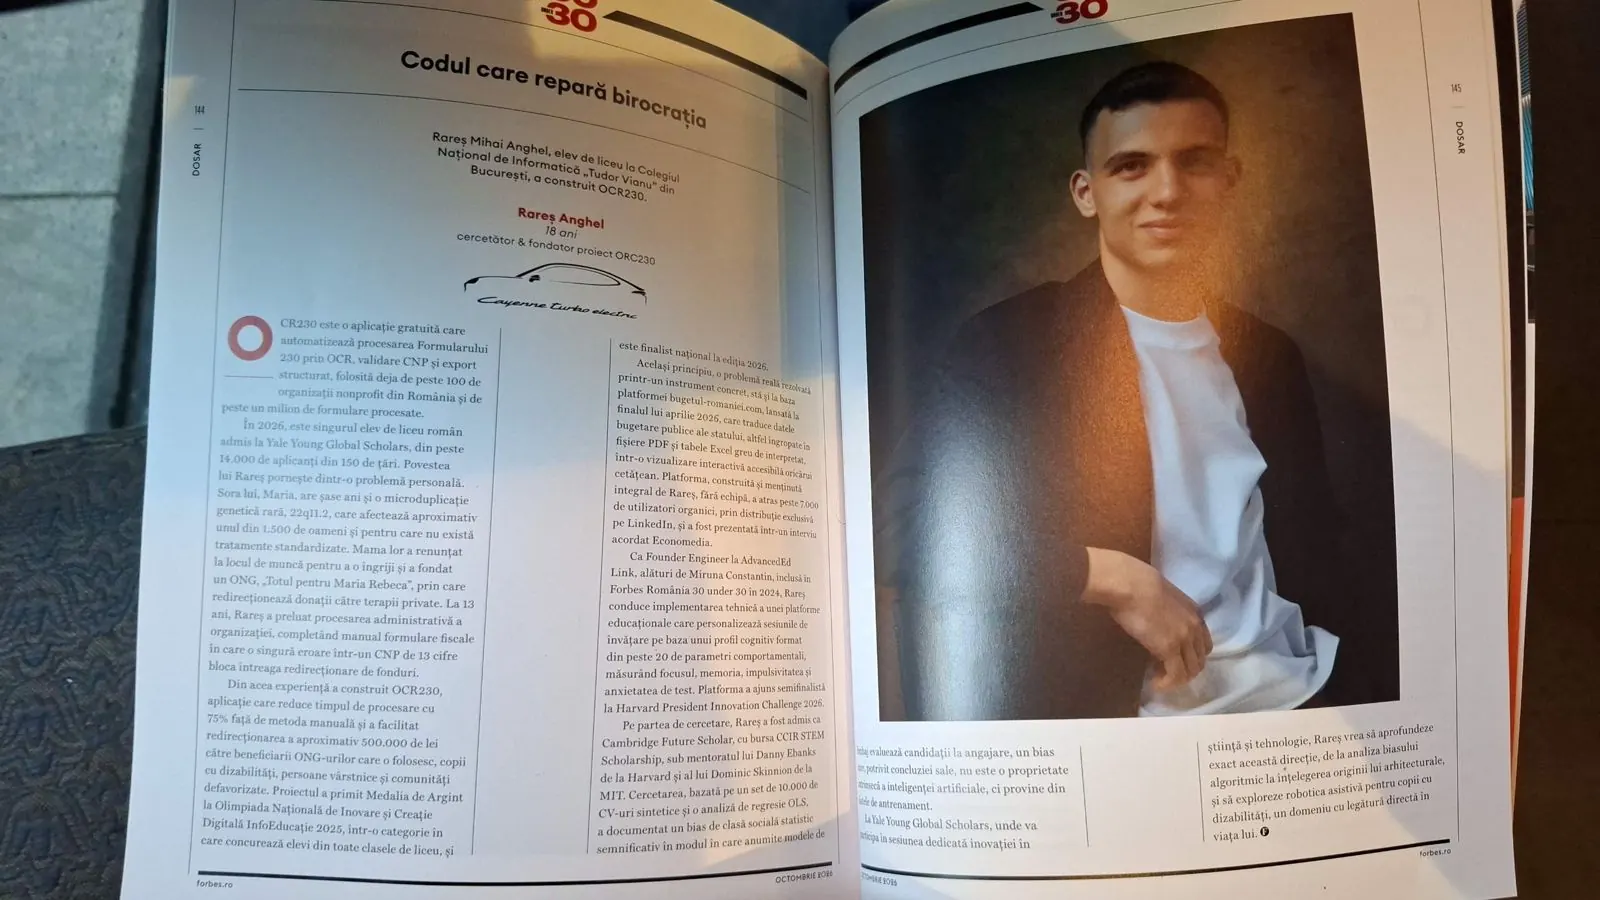 30
Codul care repară birocrația
Rareș Mihai Anghel, elev de liceu la Colegiul
Național de Informatică „Tudor Vianu” din
București, a construit OCR230.
Rareș Anghel
18 ani
cercetător & fondator proiect ORC230
Cayenne turbo electric
144 | DOSAR
OCR230 este o aplicație gratuită care
automatizează procesarea Formularului
230 prin OCR, validare CNP și export
structurat, folosită deja de peste 100 de
organizații nonprofit din România și de
peste un milion de formulare procesate.
În 2026, este singurul elev de liceu român
admis la Yale Young Global Scholars, din peste
14.000 de aplicanți din 150 de țări. Povestea
lui Rareș pornește dintr-o problemă personală.
Sora lui, Maria, are șase ani și o microduplicație
genetică rară, 22q11.2, care afectează aproximativ
unul din 1.500 de oameni și pentru care nu există
tratamente standardizate. Mama lor a renunțat
la locul de muncă pentru a o îngriji și a fondat
un ONG, „Totul pentru Maria Rebeca”, prin care
redirecționează donații către terapii private. La 13
ani, Rareș a preluat procesarea administrativă a
organizației, completând manual formulare fiscale
în care o singură eroare într-un CNP de 13 cifre
bloca întreaga redirecționare de fonduri.
Din acea experiență a construit OCR230,
aplicație care reduce timpul de procesare cu
75% față de metoda manuală și a facilitat
redirecționarea a aproximativ 500.000 de lei
către beneficiarii ONG-urilor care o folosesc, copii
cu dizabilități, persoane vârstnice și comunități
defavorizate. Proiectul a primit Medalia de Argint
la Olimpiada Națională de Inovare și Creație
Digitală InfoEducație 2025, într-o categorie în
care concurează elevi din toate clasele de liceu, și
este finalist național la ediția 2026.
Același principiu, o problemă reală rezolvată
printr-un instrument concret, stă și la baza
platformei bugetul-romaniei.com, lansată la
finalul lui aprilie 2026, care traduce datele
bugetare publice ale statului, altfel îngropate în
fișiere PDF și tabele Excel greu de interpretat,
într-o vizualizare interactivă accesibilă oricărui
cetățean. Platforma, construită și menținută
integral de Rareș, fără echipă, a atras peste 7.000
de utilizatori organici, prin distribuție exclusivă
pe LinkedIn, și a fost prezentată într-un interviu
acordat Economedia.
Ca Founder Engineer la AdvancedEd
Link, alături de Miruna Constantin, inclusă în
Forbes România 30 under 30 în 2024, Rareș
conduce implementarea tehnică a unei platforme
educaționale care personalizează sesiunile de
învățare pe baza unui profil cognitiv format
din peste 20 de parametri comportamentali,
măsurând focusul, memoria, impulsivitatea și
anxietatea de test. Platforma a ajuns semifinalistă
la Harvard President Innovation Challenge 2026.
Pe partea de cercetare, Rareș a fost admis ca
Cambridge Future Scholar, cu bursa CCIR STEM
Scholarship, sub mentoratul lui Danny Ebanks
de la Harvard și al lui Dominic Skinnion de la
MIT. Cercetarea, bazată pe un set de 10.000 de
CV-uri sintetice și o analiză de regresie OLS,
a documentat un bias de clasă socială statistic
semnificativ în modul în care anumite modele de
forbes.ro
OCTOMBRIE 2026
30
145 | DOSAR
evaluează candidații la angajare, un bias
potrivit concluziei sale, nu este o proprietate
a inteligenței artificiale, ci provine din
de antrenament.
La Yale Young Global Scholars, unde va
participa în sesiunea dedicată inovației în
știință și tehnologie, Rareș vrea să aprofundeze
exact această direcție, de la analiza biasului
algoritmic la înțelegerea originii lui arhitecturale,
și să exploreze robotica asistivă pentru copii cu
dizabilități, un domeniu cu legătură directă în
viața lui. F
2026
forbes.ro